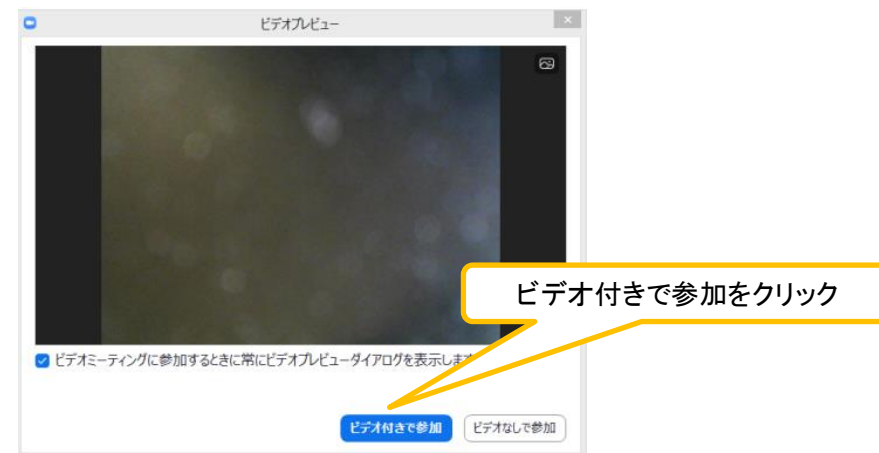 ビデオプレビュー
ビデオ付きで参加をクリック
ビデオミーティングに参加するときに常にビデオプレビューダイアログを表示しま
ビデオ付きで参加
ビデオなしで参加